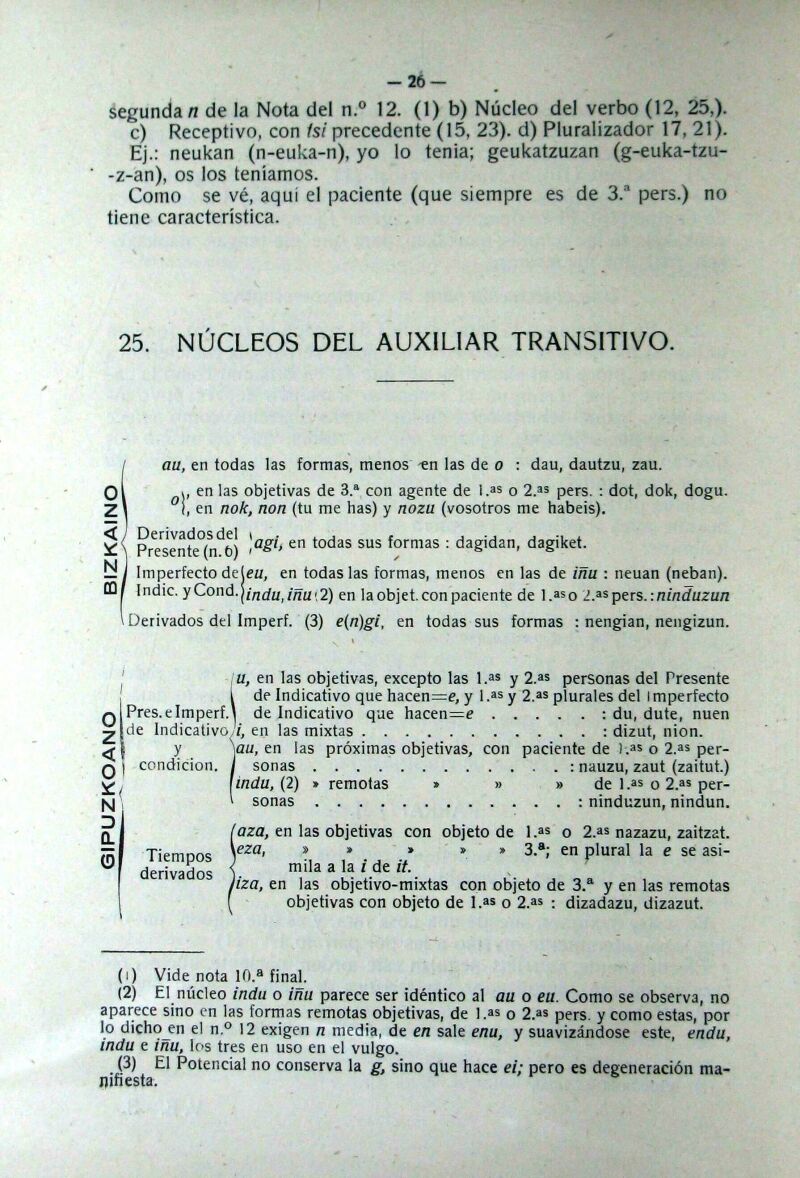 — 26 —
segunda n de la Nota del n.º 12. (1) b) Núcleo del verbo (12, 25,).
c) Receptivo, con tsi precedente (15, 23). d) Pluralizador 17, 21).
Ej.: neukan (n-euka-n), yo lo tenia; geukatzuzan (g-euka-tzu-
-z-an), os los teníamos.
Como se vé, aquí el paciente (que siempre es de 3.ª pers.) no
tiene característica.
25. NÚCLEOS DEL AUXILIAR TRANSITIVO.
BIZKAINO
au, en todas las formas, menos en las de o : dau, dautzu, zau.
o, en las objetivas de 3.ª con agente de 1.as o 2.as pers. : dot, dok, dogu.
en nok, non (tu me has) y nozu (vosotros me habeis).
Derivados del
Presente (n. 6) agi, en todas sus formas : dagidan, dagiket.
Imperfecto de eu, en todas las formas, menos en las de iñu : neuan (neban).
Indic. y Cond. indu, iñu (2) en la objet. con paciente de 1.as o 2.as pers. : ninduzun
Derivados del Imperf. (3) e(n)gi, en todas sus formas : nengian, nengizun.
GIPUZKOANO
u, en las objetivas, excepto las 1.as y 2.as personas del Presente
de Indicativo que hacen=e, y 1.as y 2.as plurales del Imperfecto
Pres. e Imperf. de Indicativo que hacen=e . . . . . : du, dute, nuen
de Indicativo i, en las mixtas . . . . . . . . . . . . : dizut, nion.
y au, en las próximas objetivas, con paciente de 1.as o 2.as per-
condicion. sonas . . . . . . . . . . . . . : nauzu, zaut (zaitut.)
indu, (2) » remotas » » » de 1.as o 2.as per-
sonas . . . . . . . . . . . . . : ninduzun, nindun.
aza, en las objetivas con objeto de 1.as o 2.as nazazu, zaitzat.
Tiempos eza, » » » » » 3.ª; en plural la e se asi-
derivados mila a la i de it.
iza, en las objetivo-mixtas con objeto de 3.ª y en las remotas
objetivas con objeto de 1.as o 2.as : dizadazu, dizazut.
(1) Vide nota 10.ª final.
(2) El núcleo indu o iñu parece ser idéntico al au o eu. Como se observa, no
aparece sino en las formas remotas objetivas, de 1.as o 2.as pers. y como estas, por
lo dicho en el n.º 12 exigen n media, de en sale enu, y suavizándose este, endu,
indu e iñu, los tres en uso en el vulgo.
(3) El Potencial no conserva la g, sino que hace ei; pero es degeneración ma-
nifiesta.